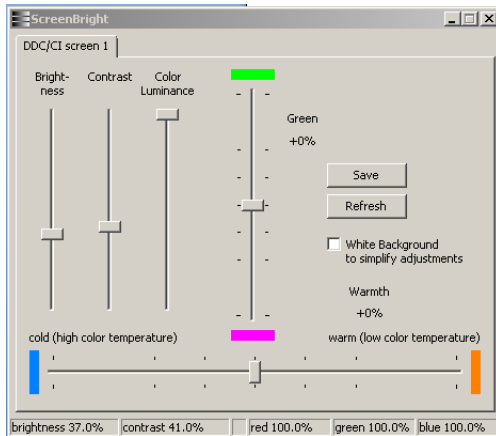 ScreenBright
DDC/CI screen 1
Bright-
ness
Contrast
Color
Luminance
Green
+0%
Save
Refresh
White Background
to simplify adjustments
Warmth
+0%
cold (high color temperature)
warm (low color temperature)
brightness 37.0% contrast 41.0% red 100.0% green 100.0% blue 100.0%